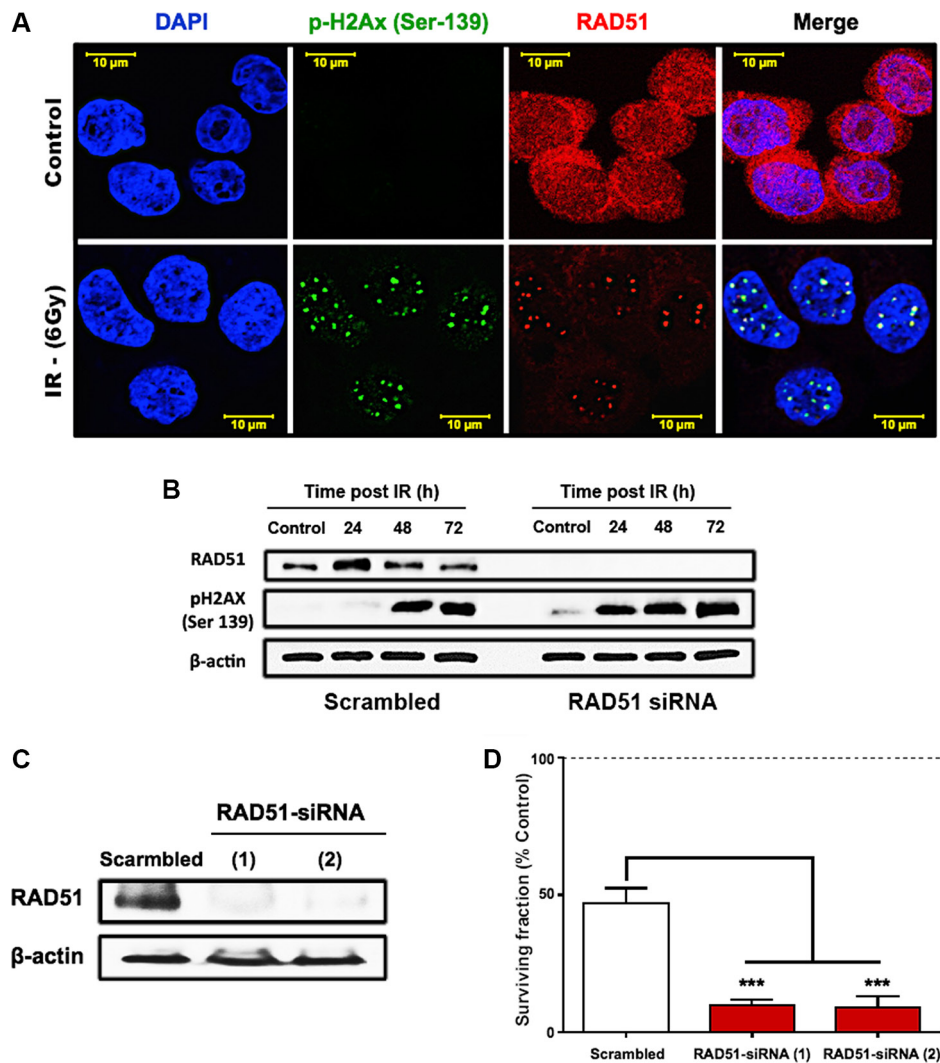 A
DAPI p-H2Ax (Ser-139) RAD51 Merge
Control
10 µm 10 µm 10 µm 10 µm
IR - (6Gy)
10 µm 10 µm 10 µm 10 µm
B
Time post IR (h) Time post IR (h)
Control 24 48 72 Control 24 48 72
RAD51
pH2AX
(Ser 139)
β-actin
Scrambled RAD51 siRNA
C
RAD51-siRNA
Scarmbled (1) (2)
RAD51
β-actin
D
Surviving fraction (% Control)
100
50
0
*** ***
Scrambled RAD51-siRNA (1) RAD51-siRNA (2)